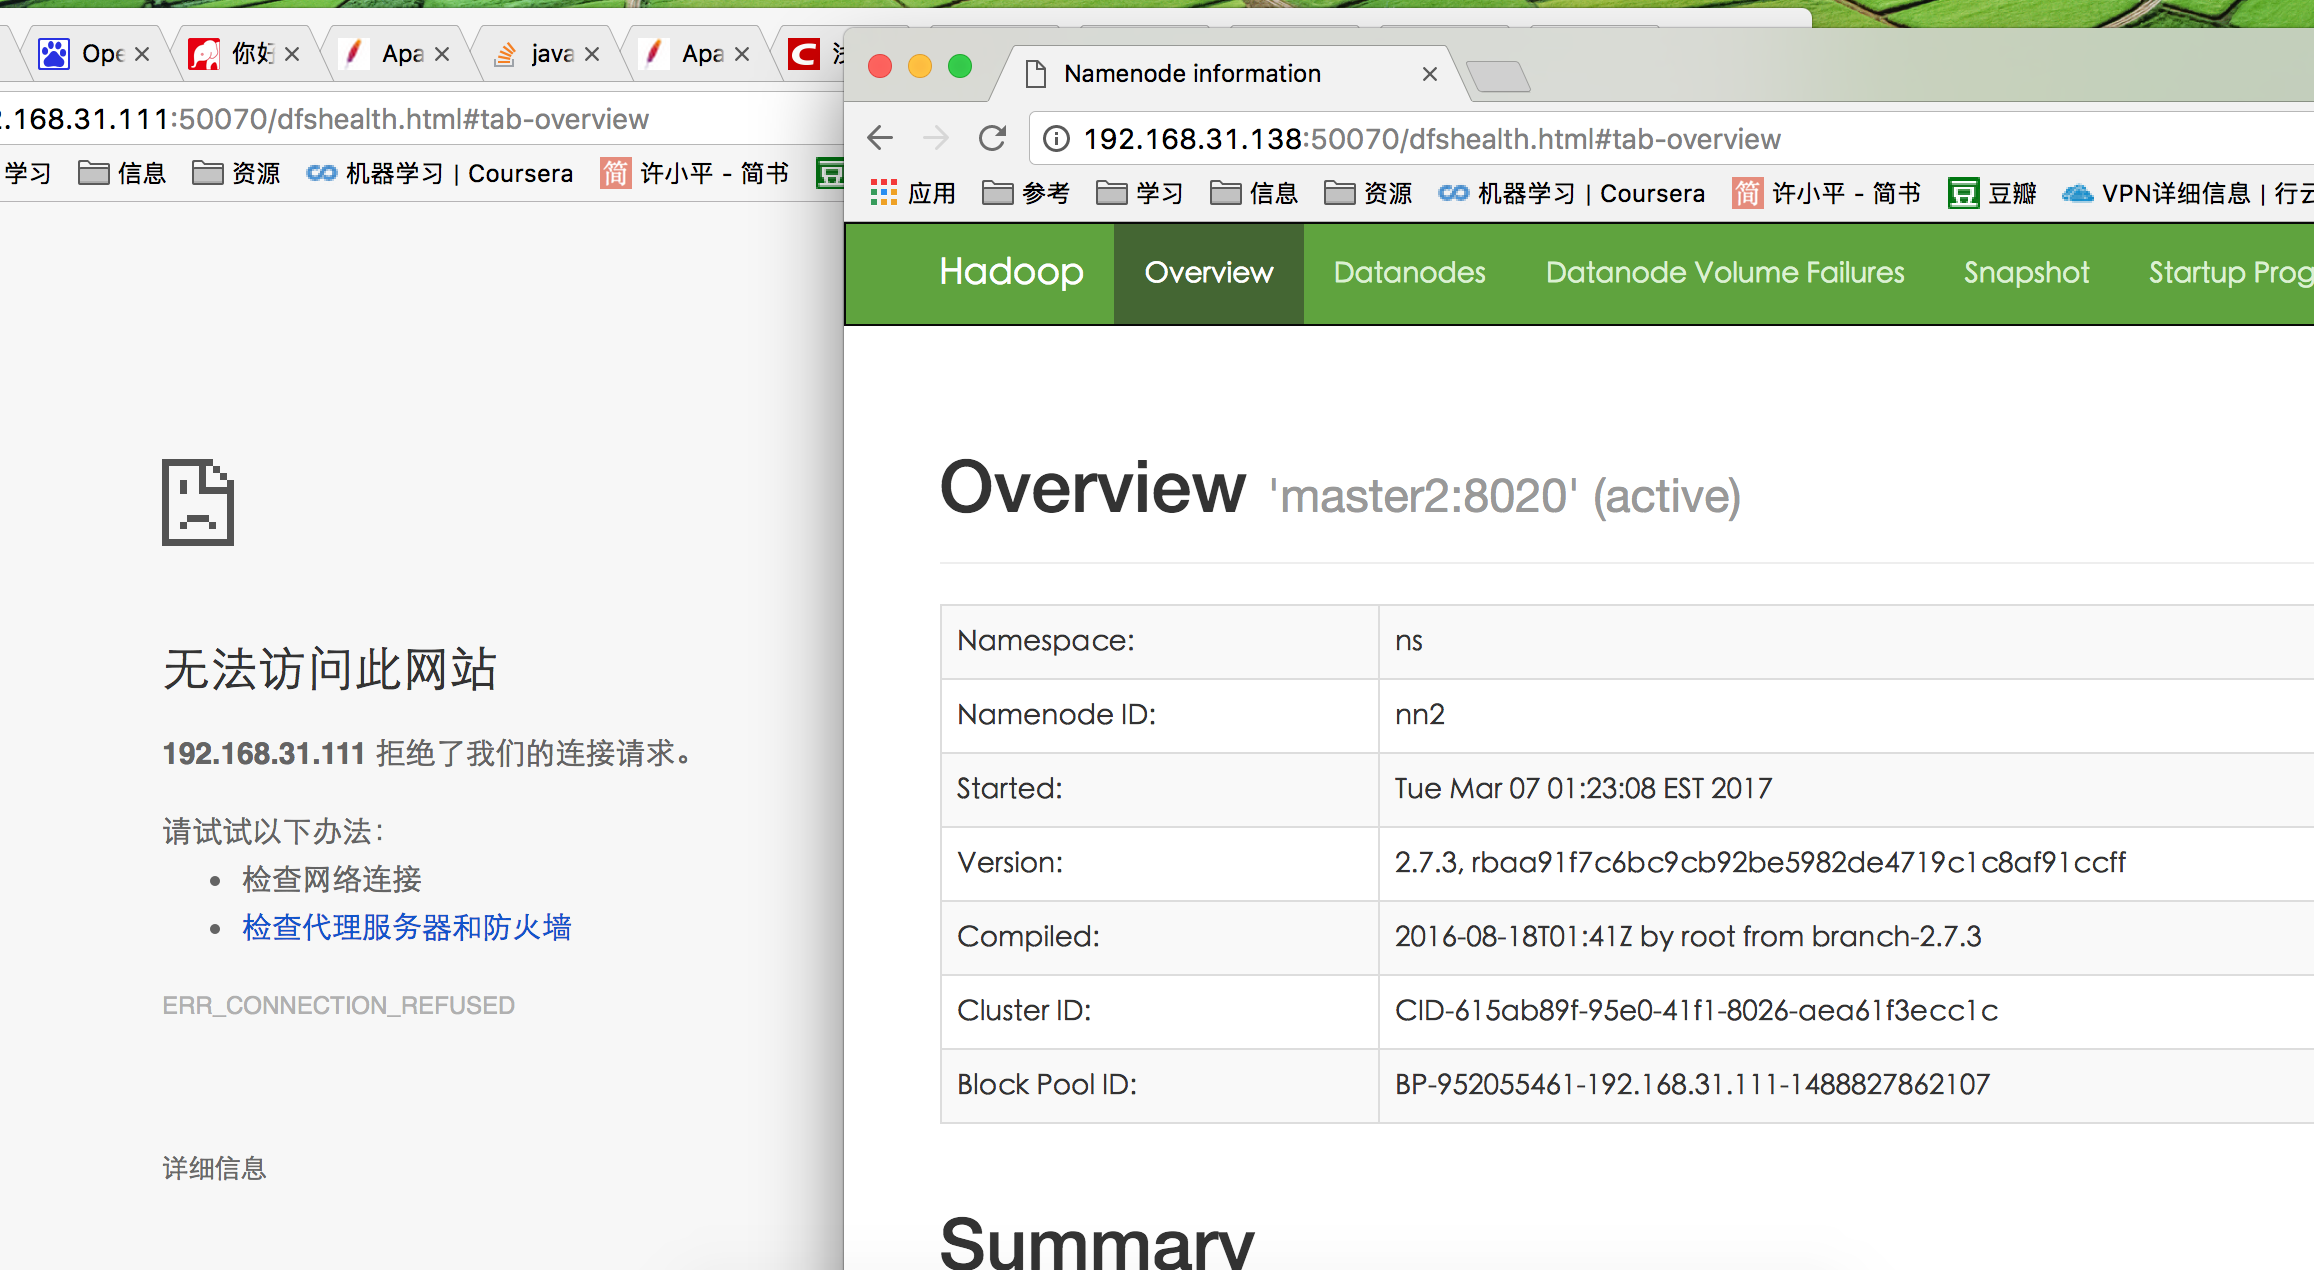 Ope
你好
Apa
java
Apa
.168.31.111:50070/dfshealth.html#tab-overview
学习 信息 资源 机器学习 | Coursera 简 许小平 - 简书
无法访问此网站
192.168.31.111 拒绝了我们的连接请求。
请试试以下办法：
检查网络连接
检查代理服务器和防火墙
ERR_CONNECTION_REFUSED
详细信息
Namenode information
192.168.31.138:50070/dfshealth.html#tab-overview
应用 参考 学习 信息 资源 机器学习 | Coursera 简 许小平 - 简书 豆 豆瓣 VPN详细信息 | 行云
Hadoop Overview Datanodes Datanode Volume Failures Snapshot Startup Prog
Overview 'master2:8020' (active)
Namespace: ns
Namenode ID: nn2
Started: Tue Mar 07 01:23:08 EST 2017
Version: 2.7.3, rbaa91f7c6bc9cb92be5982de4719c1c8af91ccff
Compiled: 2016-08-18T01:41Z by root from branch-2.7.3
Cluster ID: CID-615ab89f-95e0-41f1-8026-aea61f3ecc1c
Block Pool ID: BP-952055461-192.168.31.111-1488827862107
Summary